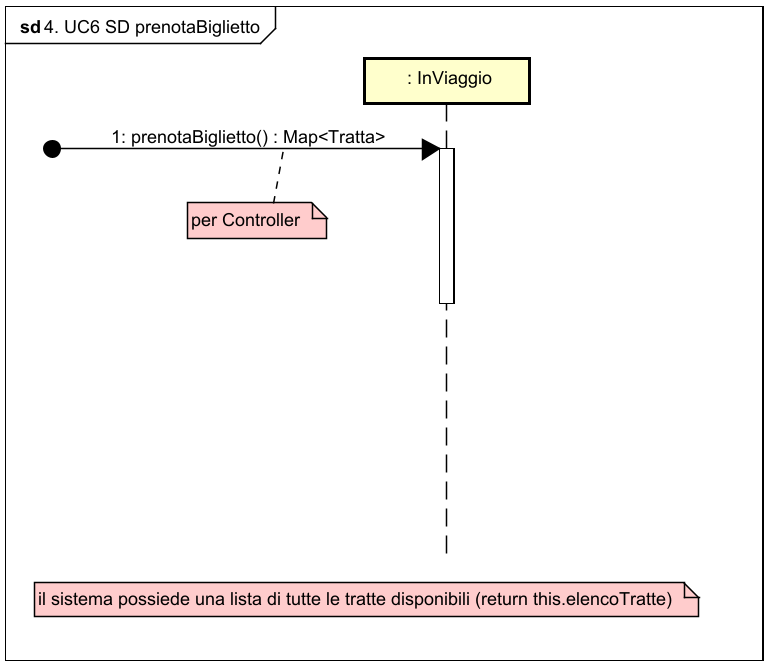 sd 4. UC6 SD prenotaBiglietto
: InViaggio
1: prenotaBiglietto() : Map<Tratta>
per Controller
il sistema possiede una lista di tutte le tratte disponibili (return this.elencoTratte)